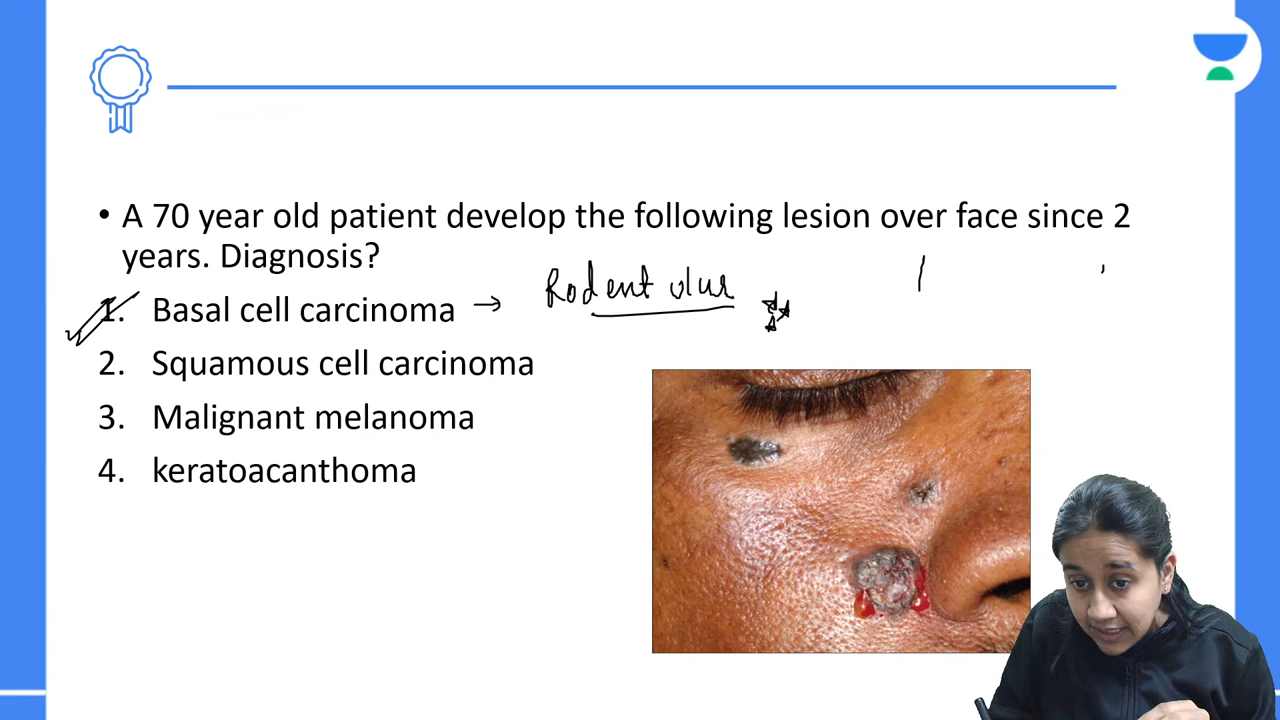 • A 70 year old patient develop the following lesion over face since 2
years. Diagnosis?
1. Basal cell carcinoma → Rodent ulcer
2. Squamous cell carcinoma
3. Malignant melanoma
4. keratoacanthoma